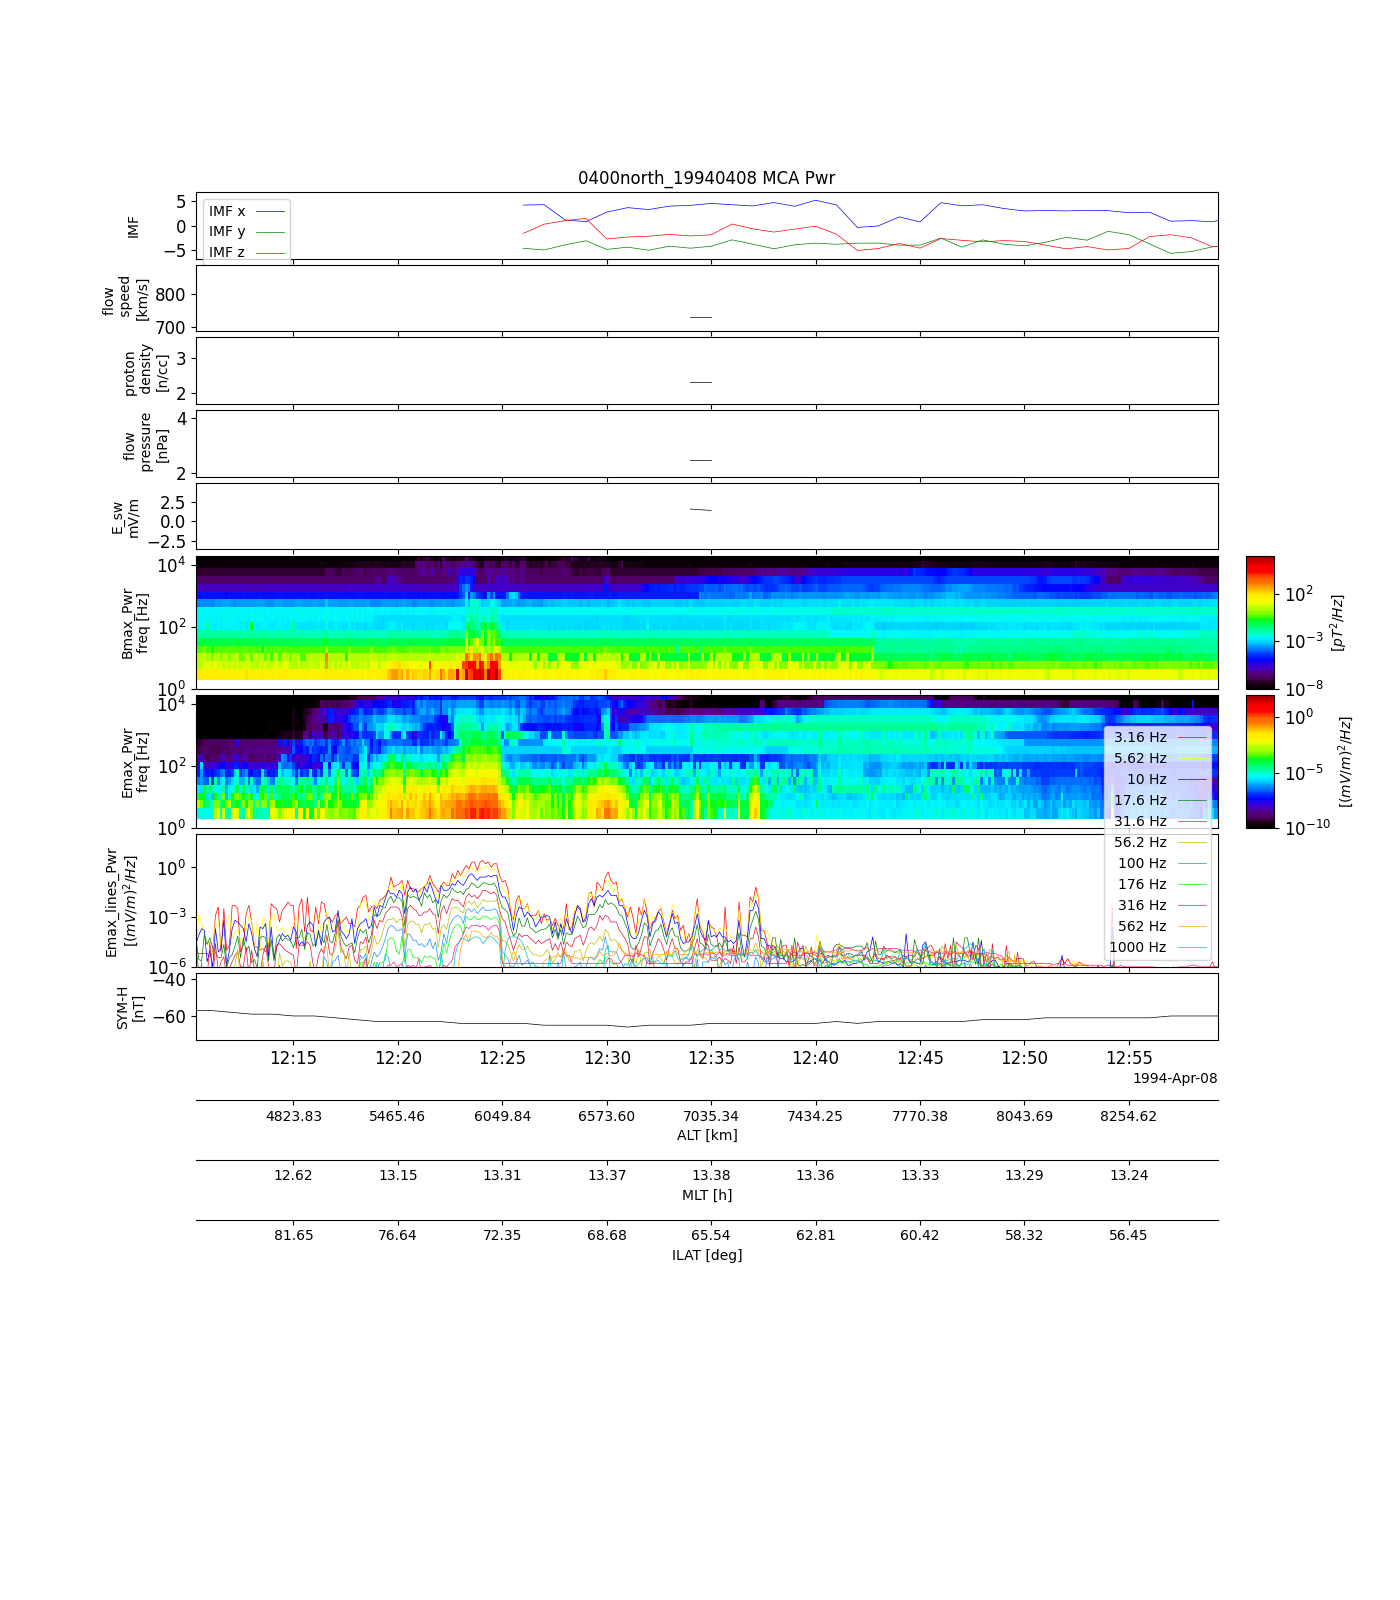 0400north_19940408 MCA Pwr
5
0
−5
IMF
IMF x
IMF y
IMF z
800
700
flow
speed
[km/s]
3
2
proton
density
[n/cc]
4
2
flow
pressure
[nPa]
2.5
0.0
−2.5
E_sw
mV/m
10^4
10^2
10^0
Bmax_Pwr
freq [Hz]
10^2
10^−3
10^−8
[pT^2/Hz]
10^4
10^2
10^0
Emax_Pwr
freq [Hz]
10^0
10^−5
10^−10
[(mV/m)^2/Hz]
3.16 Hz
5.62 Hz
10 Hz
17.6 Hz
31.6 Hz
56.2 Hz
100 Hz
176 Hz
316 Hz
562 Hz
1000 Hz
10^0
10^−3
10^−6
Emax_lines_Pwr
[(mV/m)^2/Hz]
−40
−60
SYM-H
[nT]
12:15 12:20 12:25 12:30 12:35 12:40 12:45 12:50 12:55
1994-Apr-08
4823.83 5465.46 6049.84 6573.60 7035.34 7434.25 7770.38 8043.69 8254.62
ALT [km]
12.62 13.15 13.31 13.37 13.38 13.36 13.33 13.29 13.24
MLT [h]
81.65 76.64 72.35 68.68 65.54 62.81 60.42 58.32 56.45
ILAT [deg]